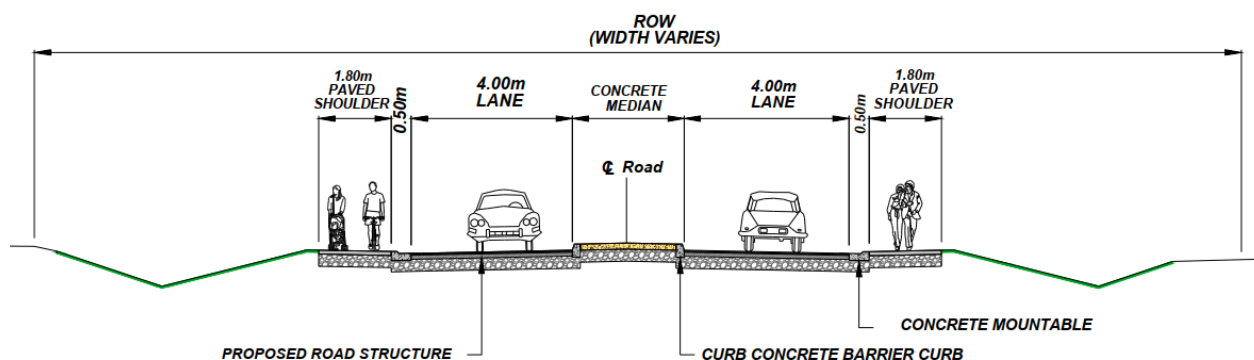 ROW
(WIDTH VARIES)
1.80m
PAVED
SHOULDER
0.50m
4.00m
LANE
CONCRETE
MEDIAN
4.00m
LANE
0.50m
1.80m
PAVED
SHOULDER
℄ Road
CONCRETE MOUNTABLE
PROPOSED ROAD STRUCTURE
CURB CONCRETE BARRIER CURB